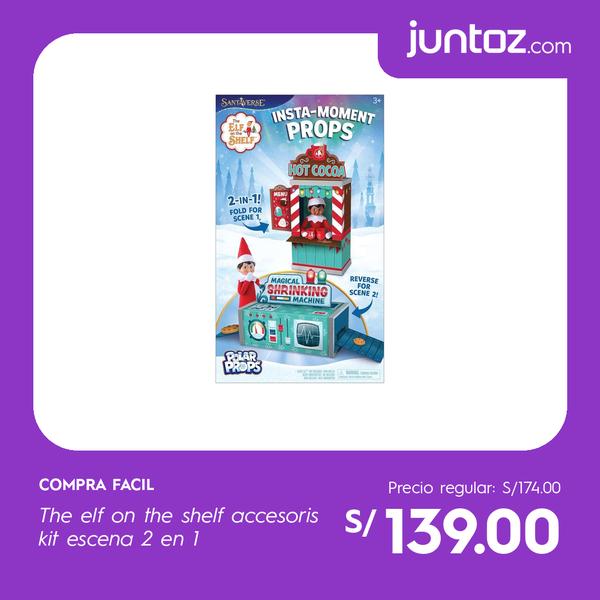 juntoz.com
SANTAVERSE
3+
The
ELF
on the
SHELF
INSTA-MOMENT
PROPS
HOT COCOA
MENU
2-IN-1!
FOLD FOR
SCENE 1,
REVERSE
FOR
SCENE 2!
MAGICAL
SHRINKING
MACHINE
POLAR
PROPS
COMPRA FACIL
Precio regular: S/174.00
The elf on the shelf accesoris
kit escena 2 en 1
S/ 139.00